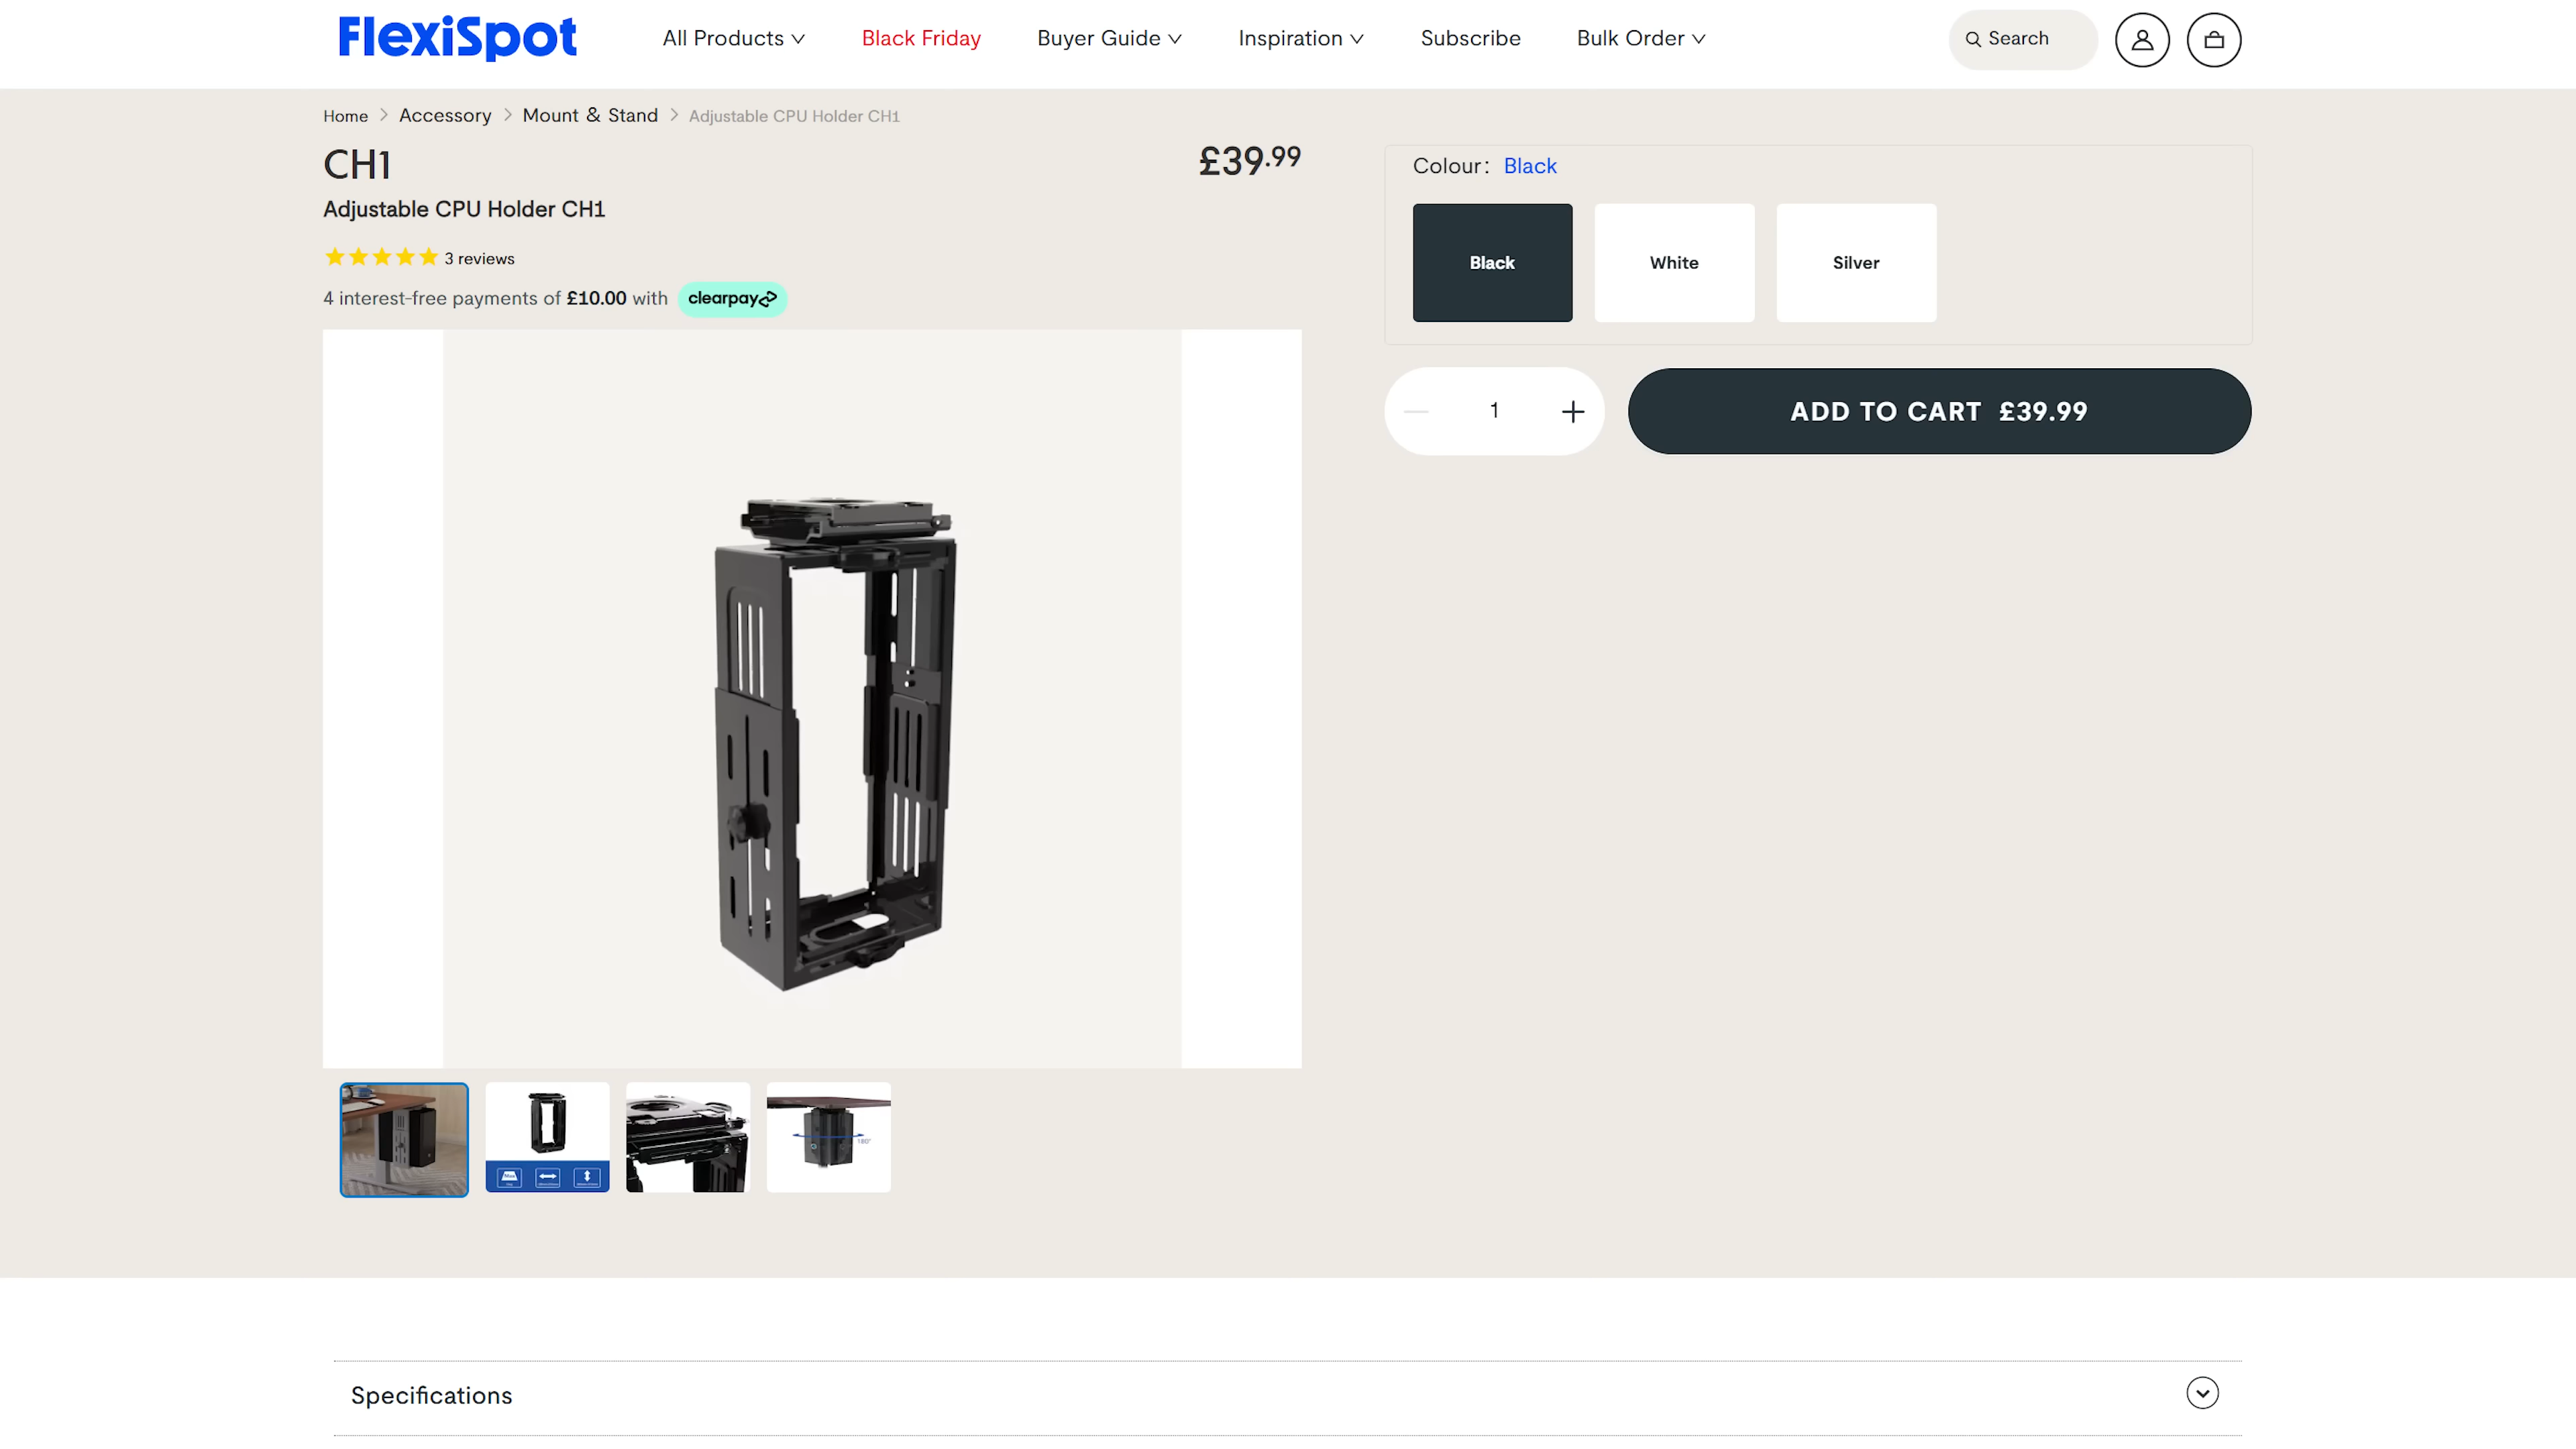 FlexiSpot
All Products
Black Friday
Buyer Guide
Inspiration
Subscribe
Bulk Order
Search
Home > Accessory > Mount & Stand > Adjustable CPU Holder CH1
CH1
£39.99
Adjustable CPU Holder CH1
3 reviews
4 interest-free payments of £10.00 with clearpay
Colour: Black
Black
White
Silver
1
ADD TO CART £39.99
180°
Specifications